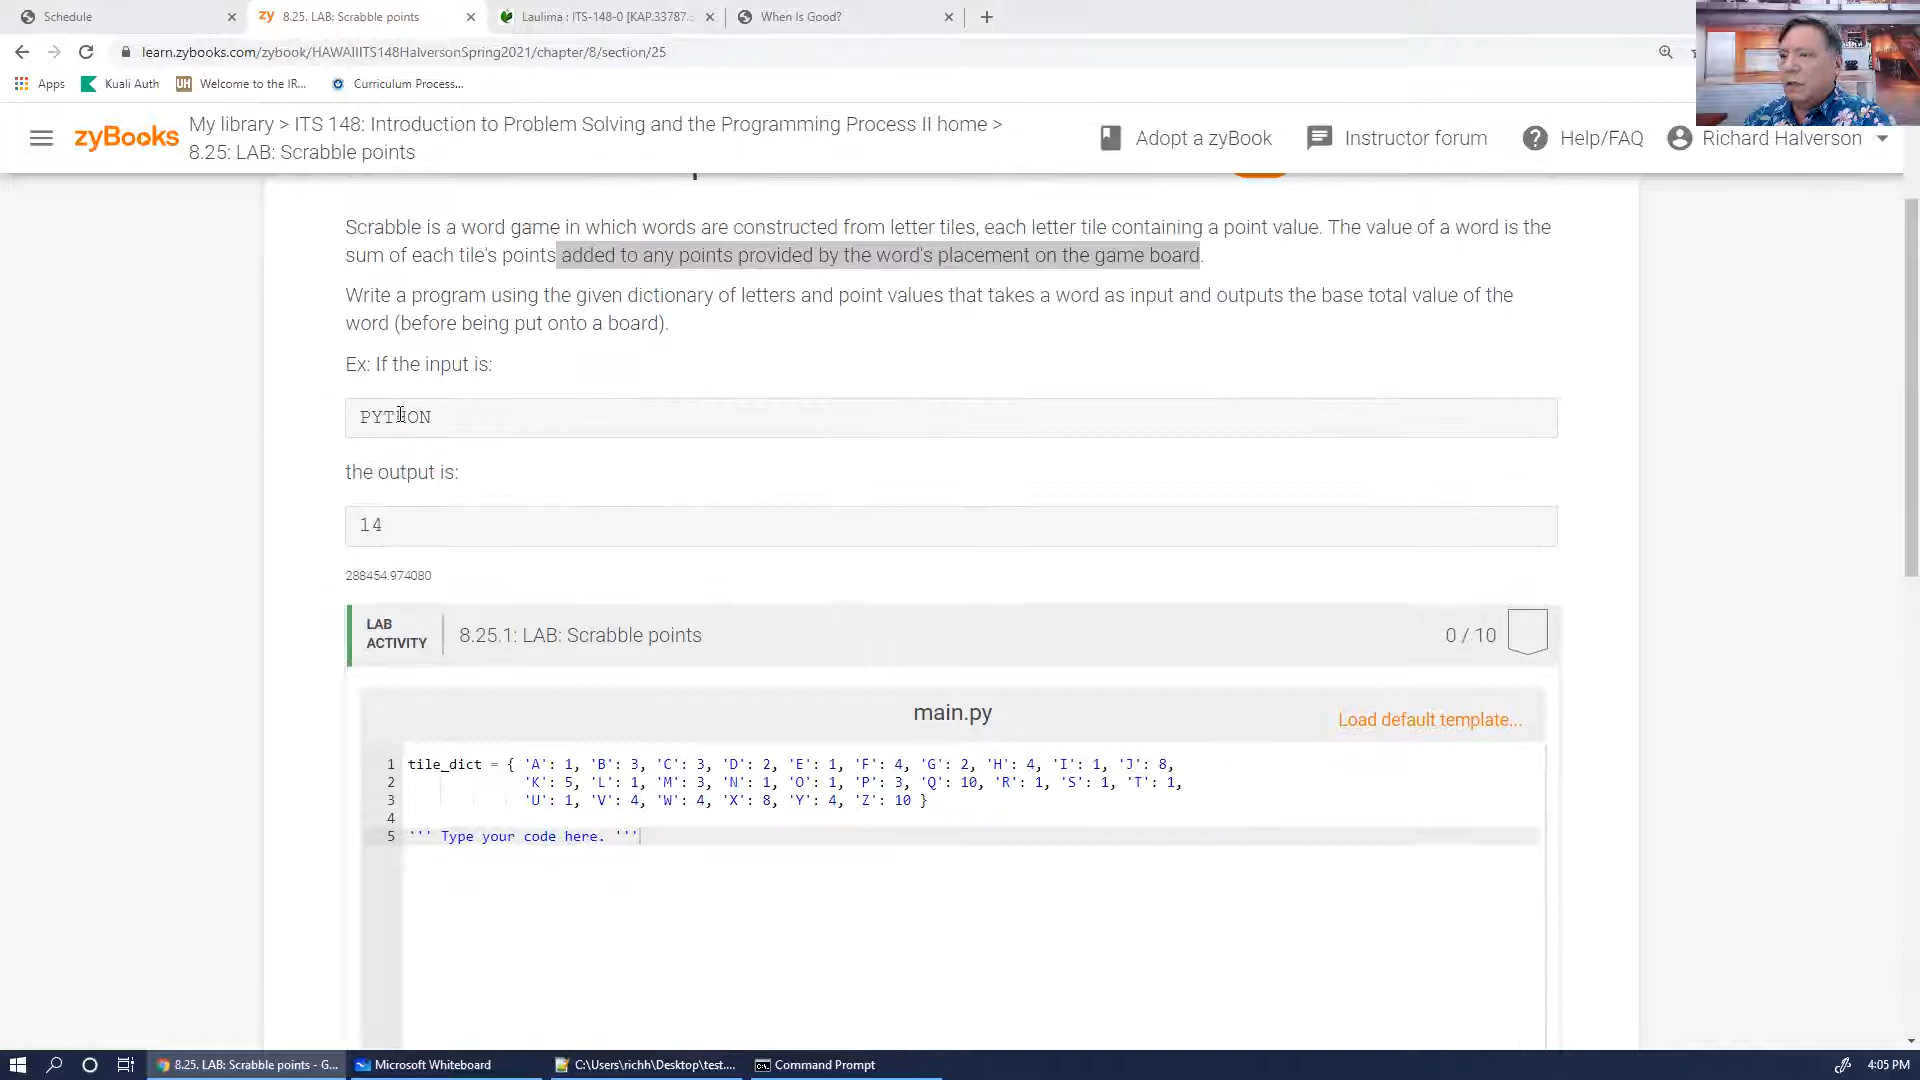 Schedule
zy 8.25. LAB: Scrabble points
Laulima : ITS-148-0 [KAP.33787.
When Is Good?
learn.zybooks.com/zybook/HAWAIIITS148HalversonSpring2021/chapter/8/section/25
Apps
Kuali Auth
UH Welcome to the IR...
Curriculum Process...
zyBooks
My library > ITS 148: Introduction to Problem Solving and the Programming Process II home >
8.25: LAB: Scrabble points
Adopt a zyBook
Instructor forum
Help/FAQ
Richard Halverson
Scrabble is a word game in which words are constructed from letter tiles, each letter tile containing a point value. The value of a word is the
sum of each tile's points added to any points provided by the word's placement on the game board.
Write a program using the given dictionary of letters and point values that takes a word as input and outputs the base total value of the
word (before being put onto a board).
Ex: If the input is:
PYTHON
the output is:
14
288454.974080
LAB
ACTIVITY
8.25.1: LAB: Scrabble points
0 / 10
main.py
Load default template...
1 tile_dict = { 'A': 1, 'B': 3, 'C': 3, 'D': 2, 'E': 1, 'F': 4, 'G': 2, 'H': 4, 'I': 1, 'J': 8,
2 'K': 5, 'L': 1, 'M': 3, 'N': 1, 'O': 1, 'P': 3, 'Q': 10, 'R': 1, 'S': 1, 'T': 1,
3 'U': 1, 'V': 4, 'W': 4, 'X': 8, 'Y': 4, 'Z': 10 }
4
5 ''' Type your code here. '''
8.25. LAB: Scrabble points - G...
Microsoft Whiteboard
C:\Users\richh\Desktop\test....
Command Prompt
4:05 PM